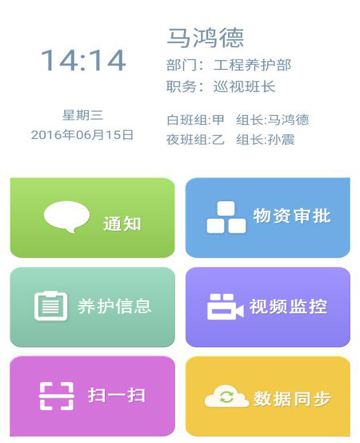 14:14
星期三
2016年06月15日
马鸿德
部门：工程养护部
职务：巡视班长
白班组:甲 组长:马鸿德
夜班组:乙 组长:孙震
通知
物资审批
养护信息
视频监控
扫一扫
数据同步